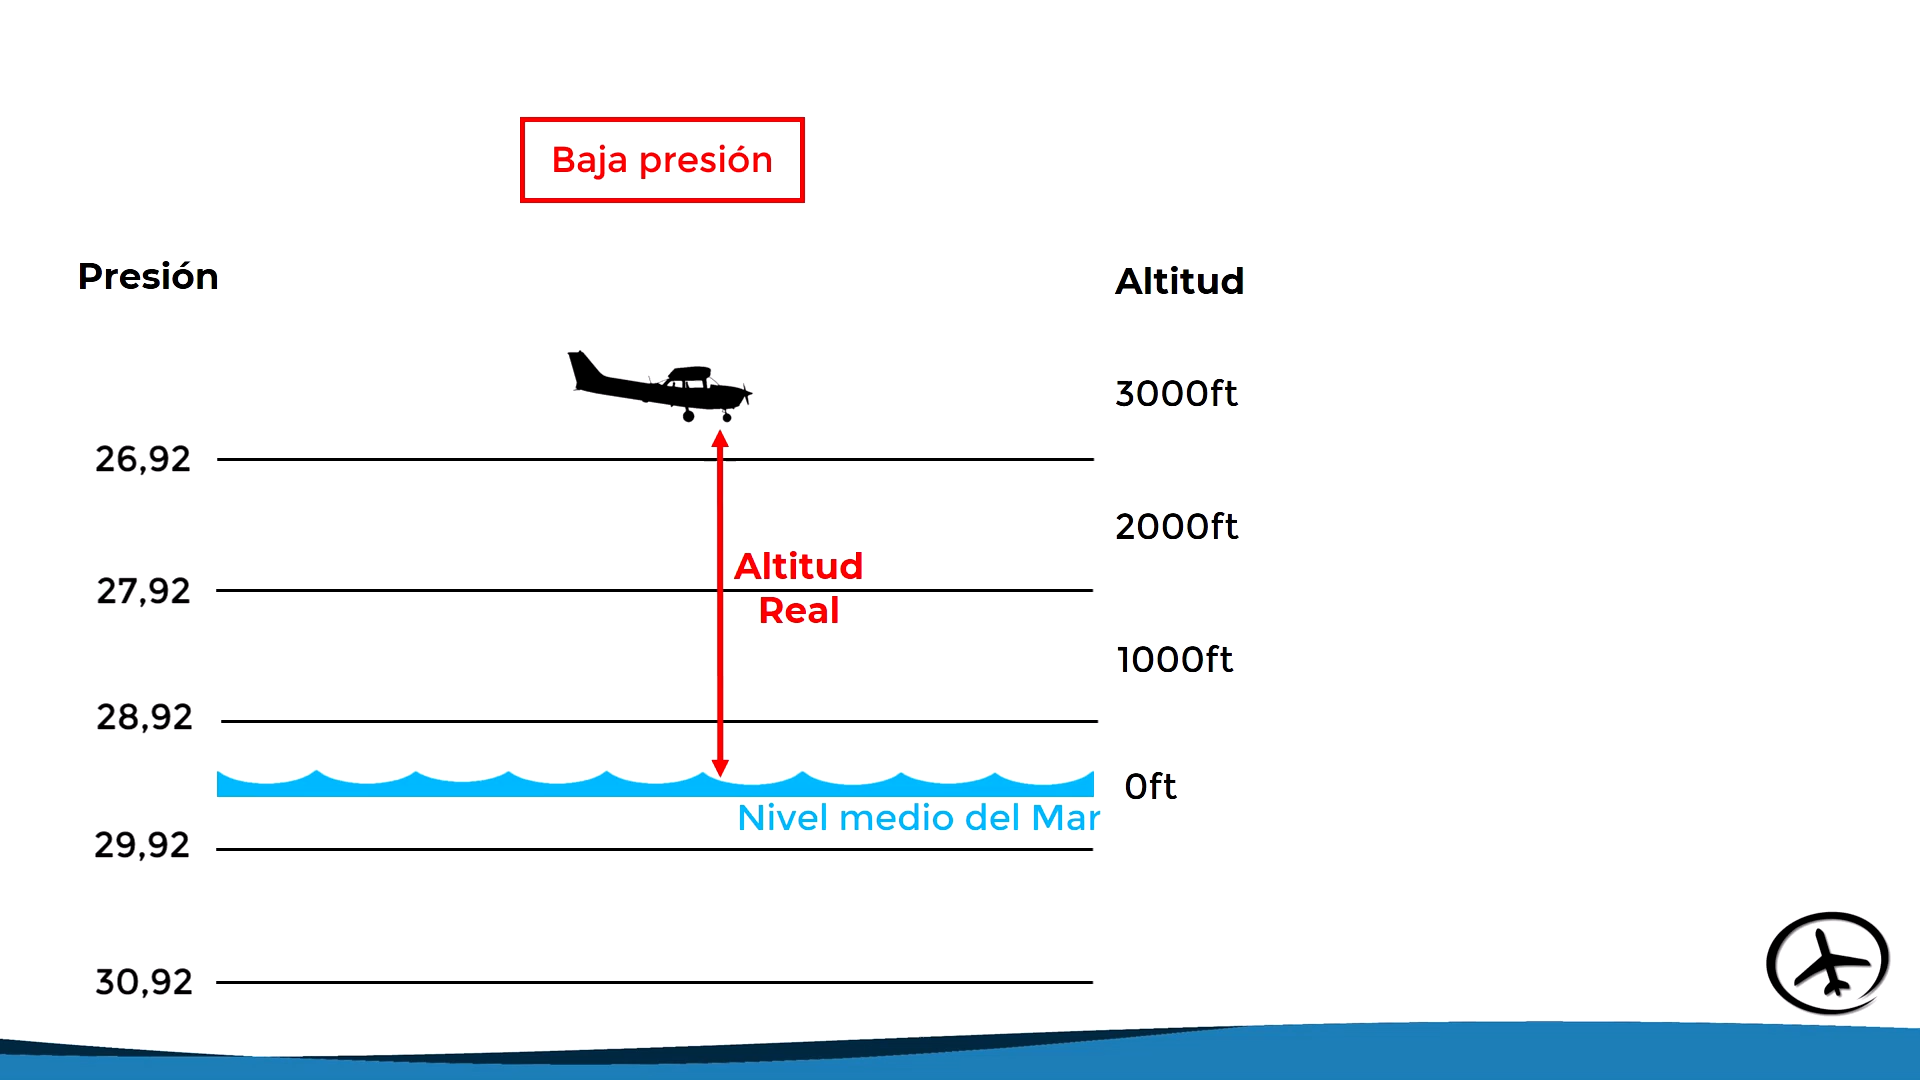 Baja presión
Presión
Altitud
3000ft
26,92
2000ft
Altitud
Real
27,92
1000ft
28,92
0ft
Nivel medio del Mar
29,92
30,92